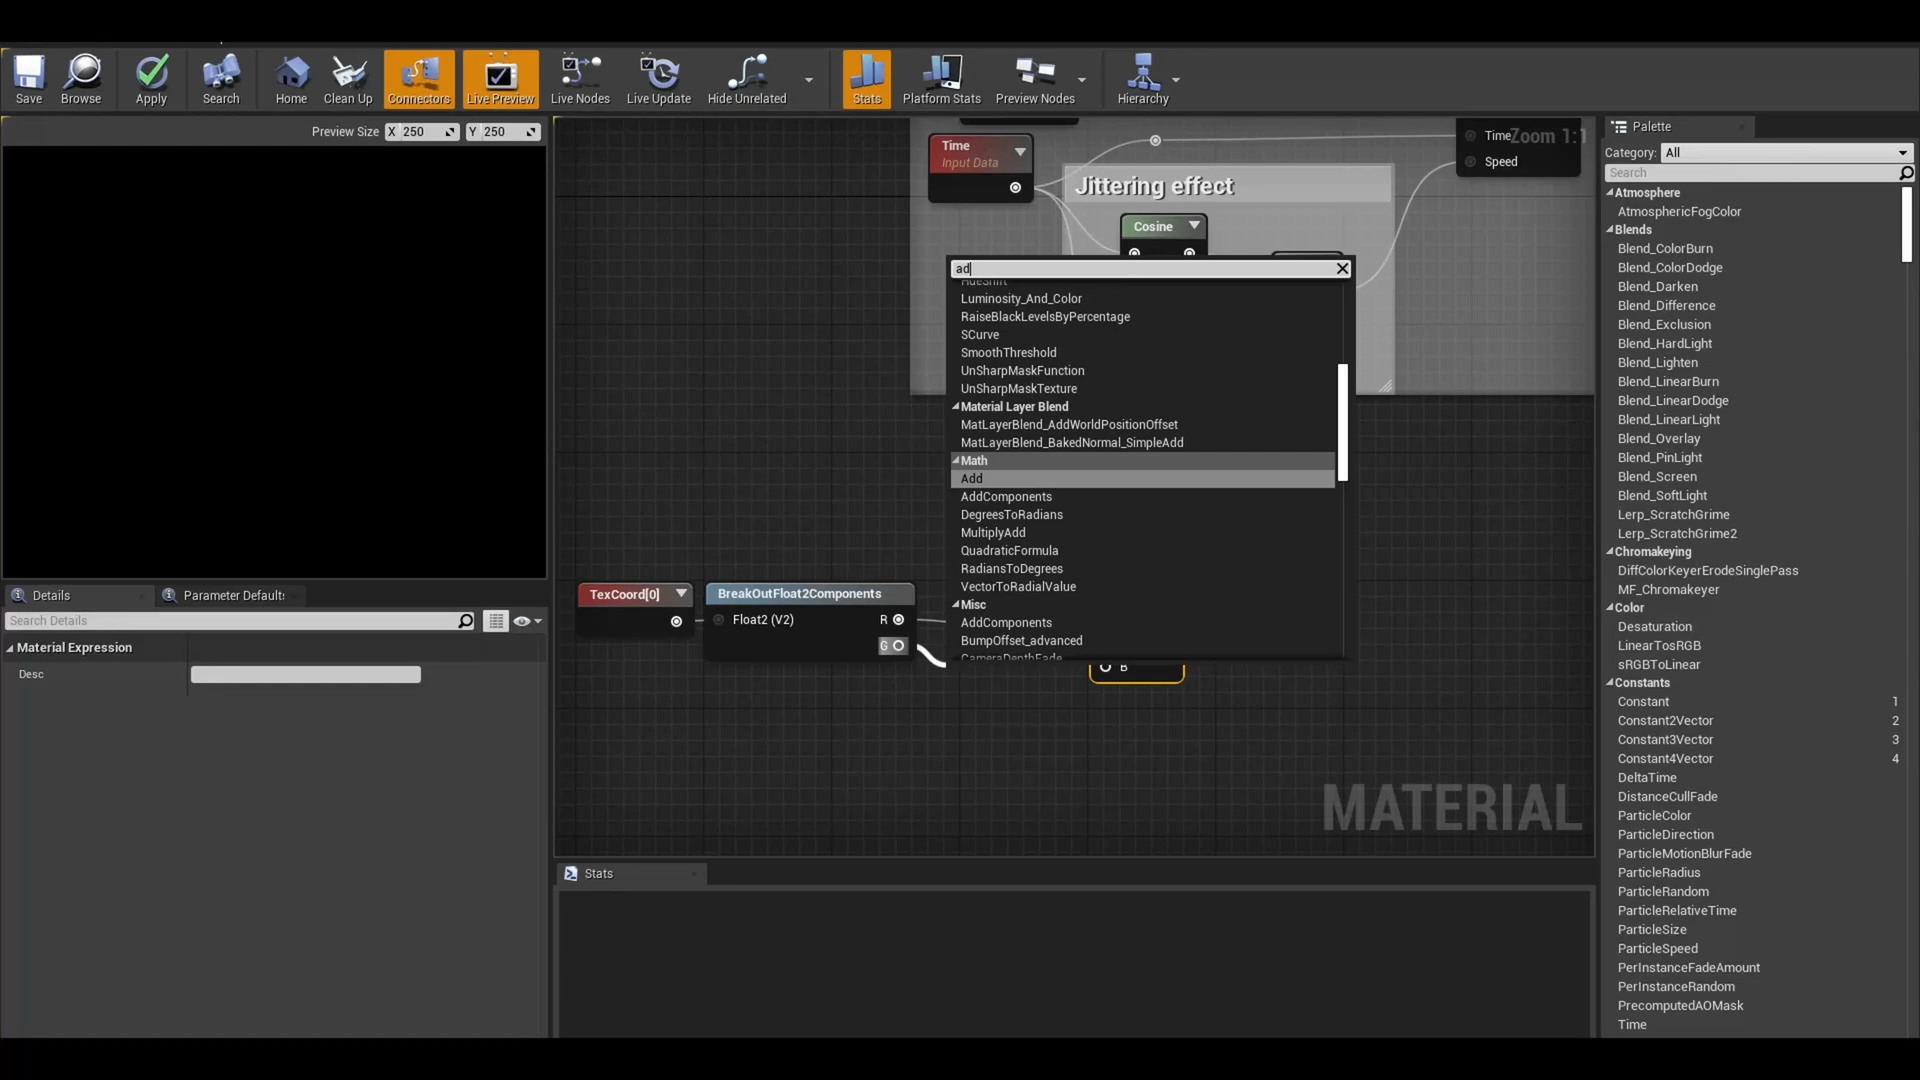 Save
Browse
Apply
Search
Home
Clean Up
Connectors
Live Preview
Live Nodes
Live Update
Hide Unrelated
Stats
Platform Stats
Preview Nodes
Hierarchy
Preview Size X 250 Y 250
Details
Parameter Defaults
Search Details
Material Expression
Desc
Time
Input Data
Jittering effect
Cosine
Time
Speed
Zoom 1:1
ad
HueShift
Luminosity_And_Color
RaiseBlackLevelsByPercentage
SCurve
SmoothThreshold
UnSharpMaskFunction
UnSharpMaskTexture
Material Layer Blend
MatLayerBlend_AddWorldPositionOffset
MatLayerBlend_BakedNormal_SimpleAdd
Math
Add
AddComponents
DegreesToRadians
MultiplyAdd
QuadraticFormula
RadiansToDegrees
VectorToRadialValue
Misc
AddComponents
BumpOffset_advanced
CameraDepthFade
TexCoord[0]
BreakOutFloat2Components
Float2 (V2)
R
G
B
MATERIAL
Stats
Palette
Category: All
Search
Atmosphere
AtmosphericFogColor
Blends
Blend_ColorBurn
Blend_ColorDodge
Blend_Darken
Blend_Difference
Blend_Exclusion
Blend_HardLight
Blend_Lighten
Blend_LinearBurn
Blend_LinearDodge
Blend_LinearLight
Blend_Overlay
Blend_PinLight
Blend_Screen
Blend_SoftLight
Lerp_ScratchGrime
Lerp_ScratchGrime2
Chromakeying
DiffColorKeyerErodeSinglePass
MF_Chromakeyer
Color
Desaturation
LinearTosRGB
sRGBToLinear
Constants
Constant 1
Constant2Vector 2
Constant3Vector 3
Constant4Vector 4
DeltaTime
DistanceCullFade
ParticleColor
ParticleDirection
ParticleMotionBlurFade
ParticleRadius
ParticleRandom
ParticleRelativeTime
ParticleSize
ParticleSpeed
PerInstanceFadeAmount
PerInstanceRandom
PrecomputedAOMask
Time